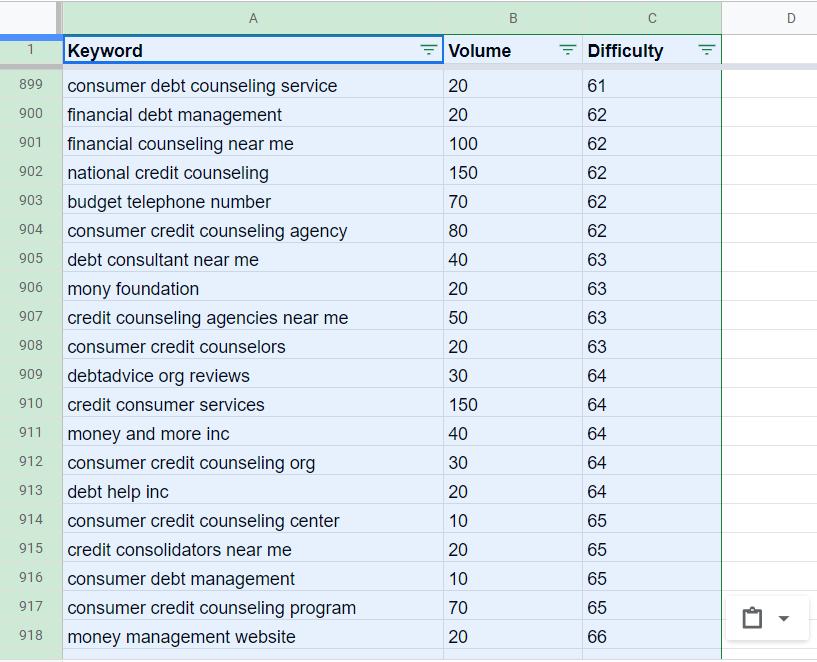 A B C D
1 Keyword Volume Difficulty
899 consumer debt counseling service 20 61
900 financial debt management 20 62
901 financial counseling near me 100 62
902 national credit counseling 150 62
903 budget telephone number 70 62
904 consumer credit counseling agency 80 62
905 debt consultant near me 40 63
906 mony foundation 20 63
907 credit counseling agencies near me 50 63
908 consumer credit counselors 20 63
909 debtadvice org reviews 30 64
910 credit consumer services 150 64
911 money and more inc 40 64
912 consumer credit counseling org 30 64
913 debt help inc 20 64
914 consumer credit counseling center 10 65
915 credit consolidators near me 20 65
916 consumer debt management 10 65
917 consumer credit counseling program 70 65
918 money management website 20 66